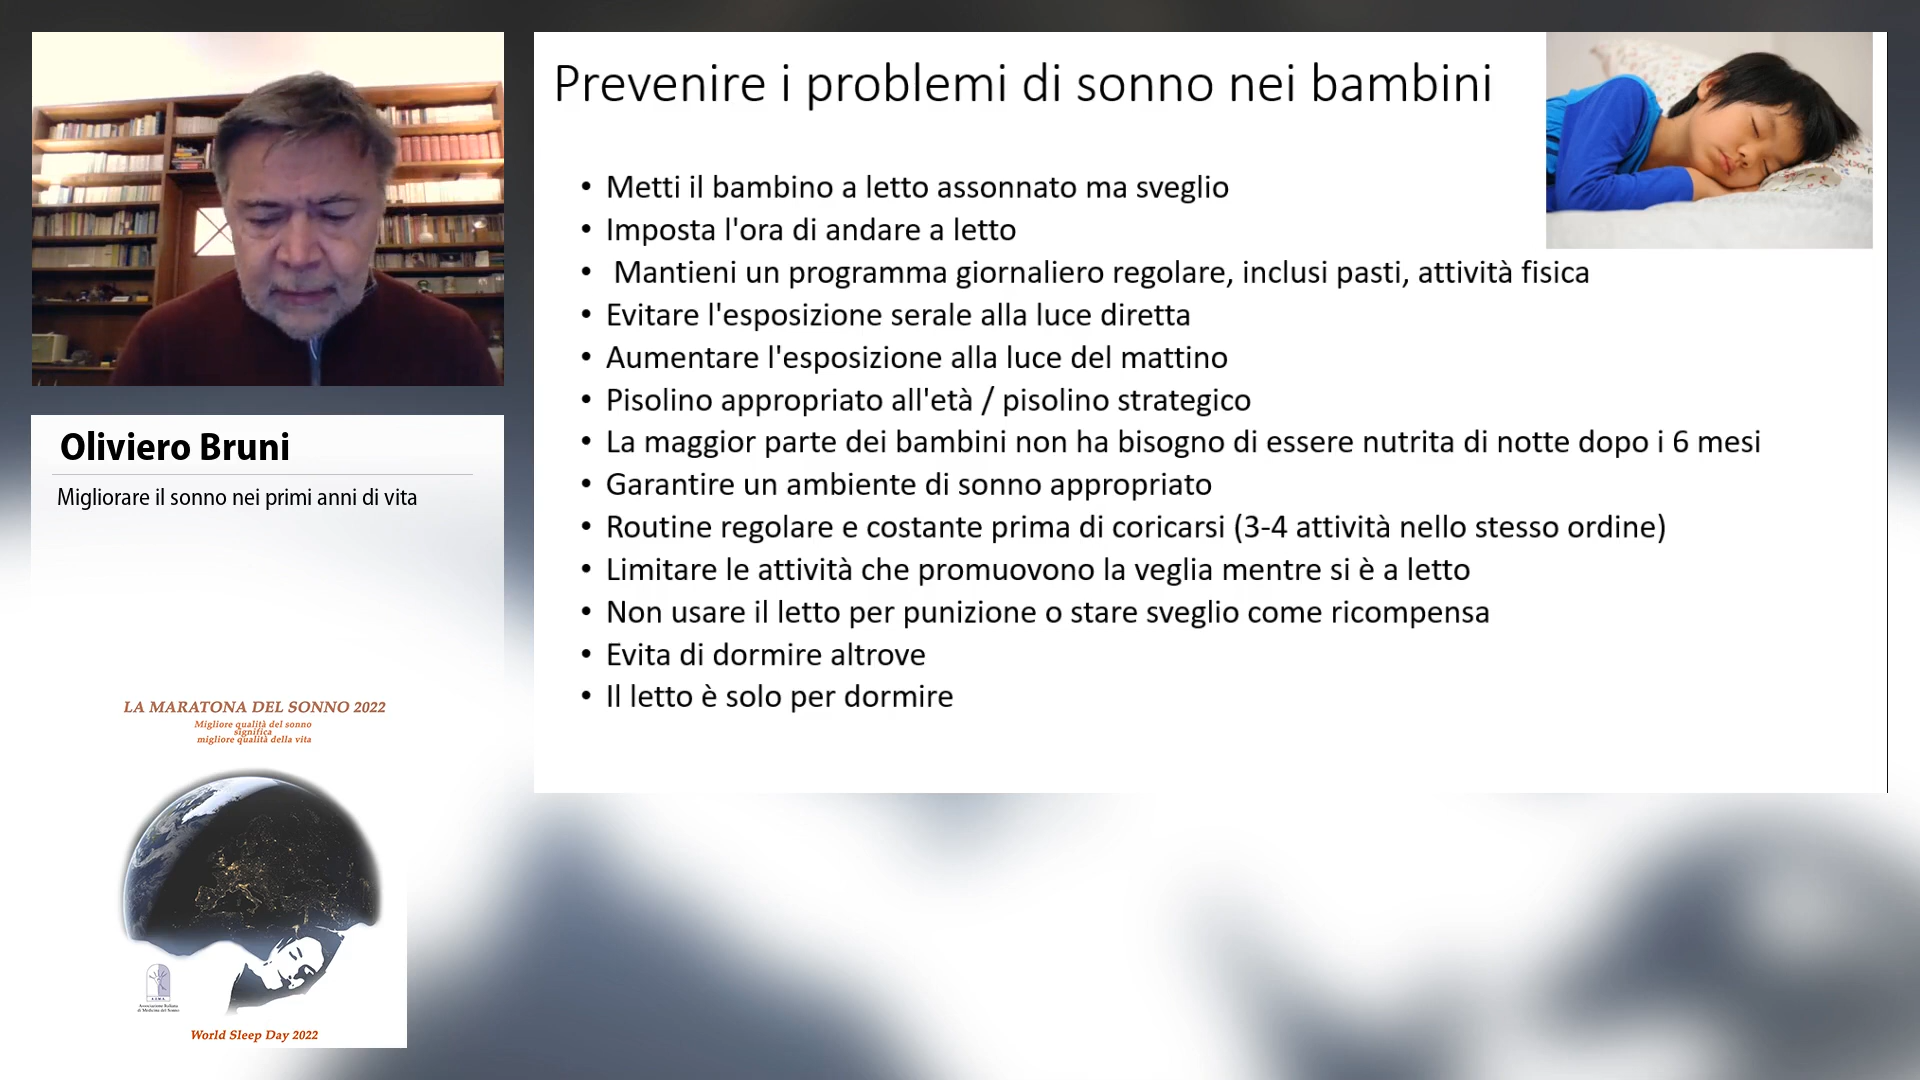 Prevenire i problemi di sonno nei bambini
• Metti il bambino a letto assonnato ma sveglio
• Imposta l'ora di andare a letto
• Mantieni un programma giornaliero regolare, inclusi pasti, attività fisica
• Evitare l'esposizione serale alla luce diretta
• Aumentare l'esposizione alla luce del mattino
• Pisolino appropriato all'età / pisolino strategico
• La maggior parte dei bambini non ha bisogno di essere nutrita di notte dopo i 6 mesi
• Garantire un ambiente di sonno appropriato
• Routine regolare e costante prima di coricarsi (3-4 attività nello stesso ordine)
• Limitare le attività che promuovono la veglia mentre si è a letto
• Non usare il letto per punizione o stare sveglio come ricompensa
• Evita di dormire altrove
• Il letto è solo per dormire
Oliviero Bruni
Migliorare il sonno nei primi anni di vita
LA MARATONA DEL SONNO 2022
Migliore qualità del sonno
significa
migliore qualità della vita
Associazione Italiana
di Medicina del Sonno
World Sleep Day 2022